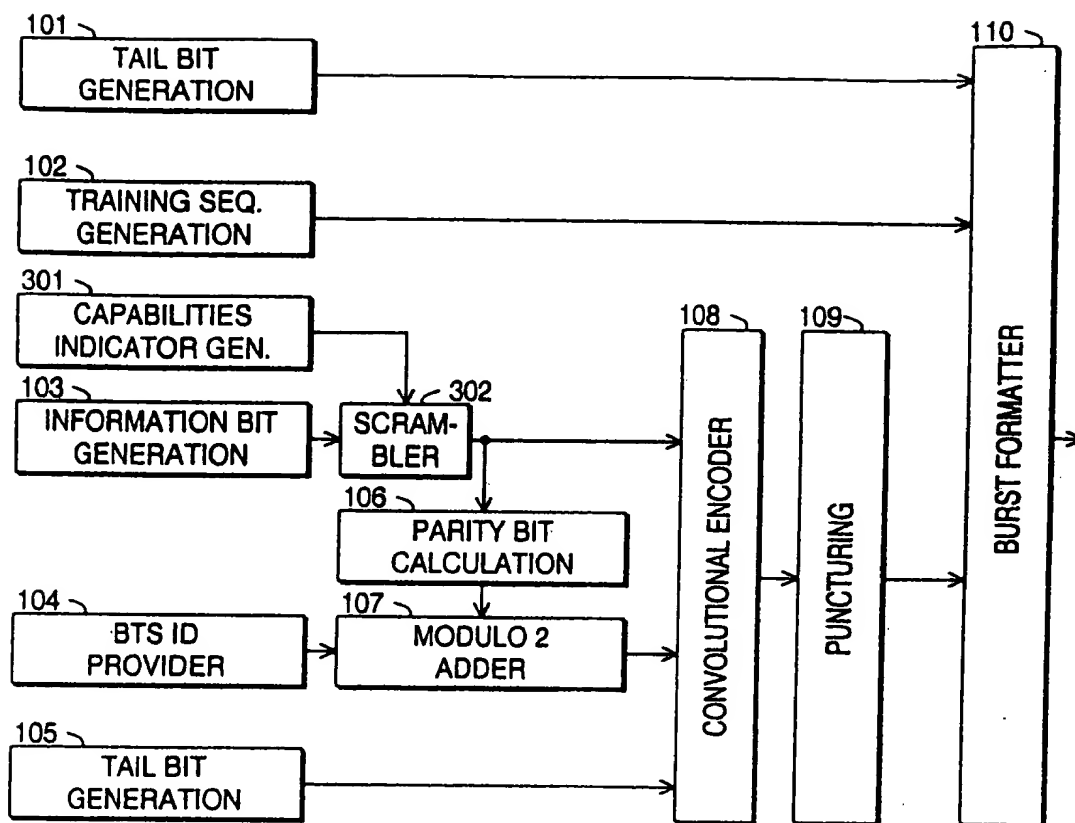 101
TAIL BIT
GENERATION
110
102
TRAINING SEQ.
GENERATION
301
CAPABILITIES
INDICATOR GEN.
103
INFORMATION BIT
GENERATION
302
SCRAM-
BLER
106
PARITY BIT
CALCULATION
104
BTS ID
PROVIDER
107
MODULO 2
ADDER
105
TAIL BIT
GENERATION
108
CONVOLUTIONAL ENCODER
109
PUNCTURING
BURST FORMATTER